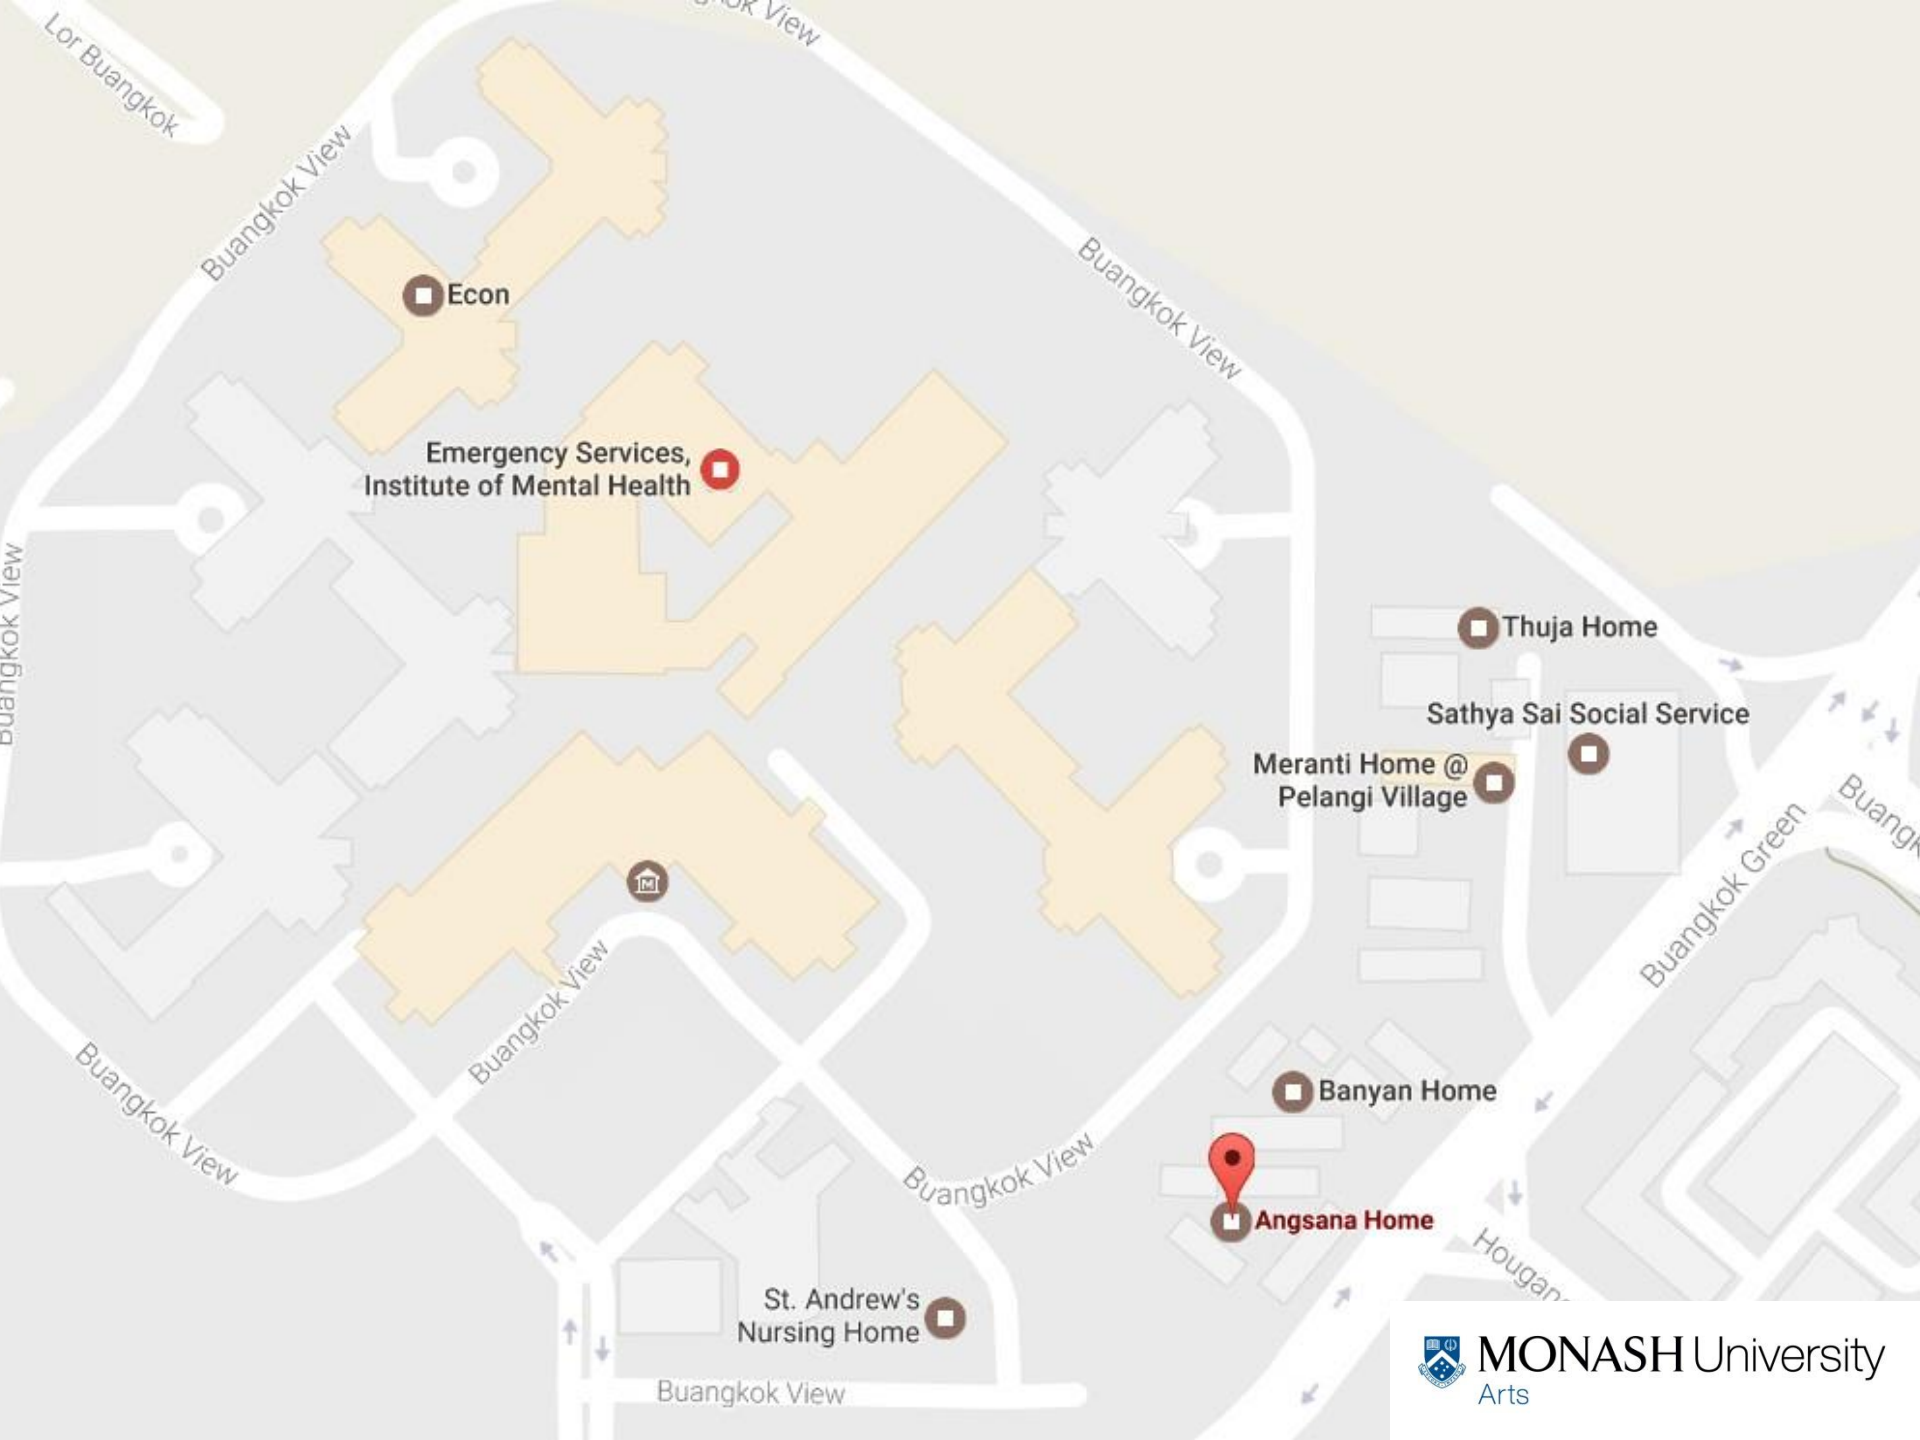 Lor Buangkok
View
Buangkok View
Buangkok View
Econ
Emergency Services,
Institute of Mental Health
Buangkok View
Thuja Home
Sathya Sai Social Service
Meranti Home @
Pelangi Village
Buangkok Green
M
Buangkok View
Buangkok View
Banyan Home
Buangkok View
Angsana Home
St. Andrew's
Nursing Home
Buangkok View
MONASH University
Arts